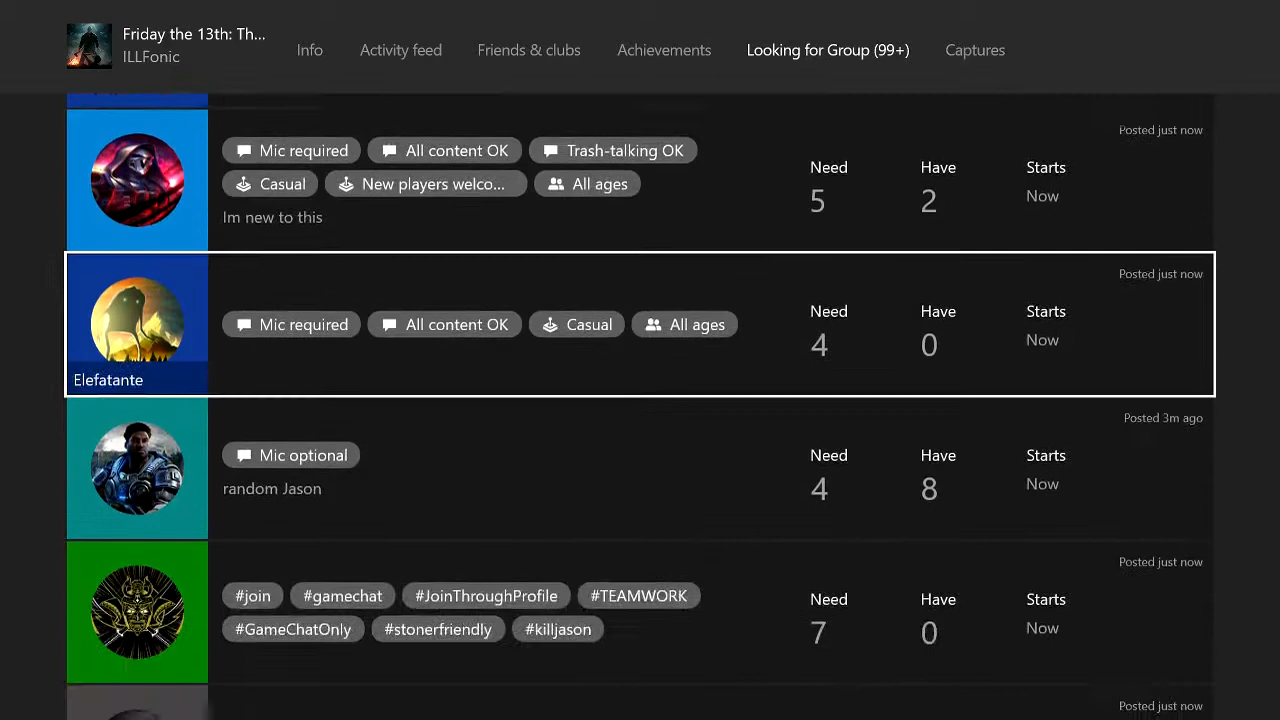 Friday the 13th: Th...
ILLFonic
Info
Activity feed
Friends & clubs
Achievements
Looking for Group (99+)
Captures
Posted just now
Mic required
All content OK
Trash-talking OK
Casual
New players welco...
All ages
Im new to this
Need
Have
Starts
5
2
Now
Posted just now
Mic required
All content OK
Casual
All ages
Elefatante
Need
Have
Starts
4
0
Now
Posted 3m ago
Mic optional
random Jason
Need
Have
Starts
4
8
Now
Posted just now
#join
#gamechat
#JoinThroughProfile
#TEAMWORK
#GameChatOnly
#stonerfriendly
#killjason
Need
Have
Starts
7
0
Now
Posted just now